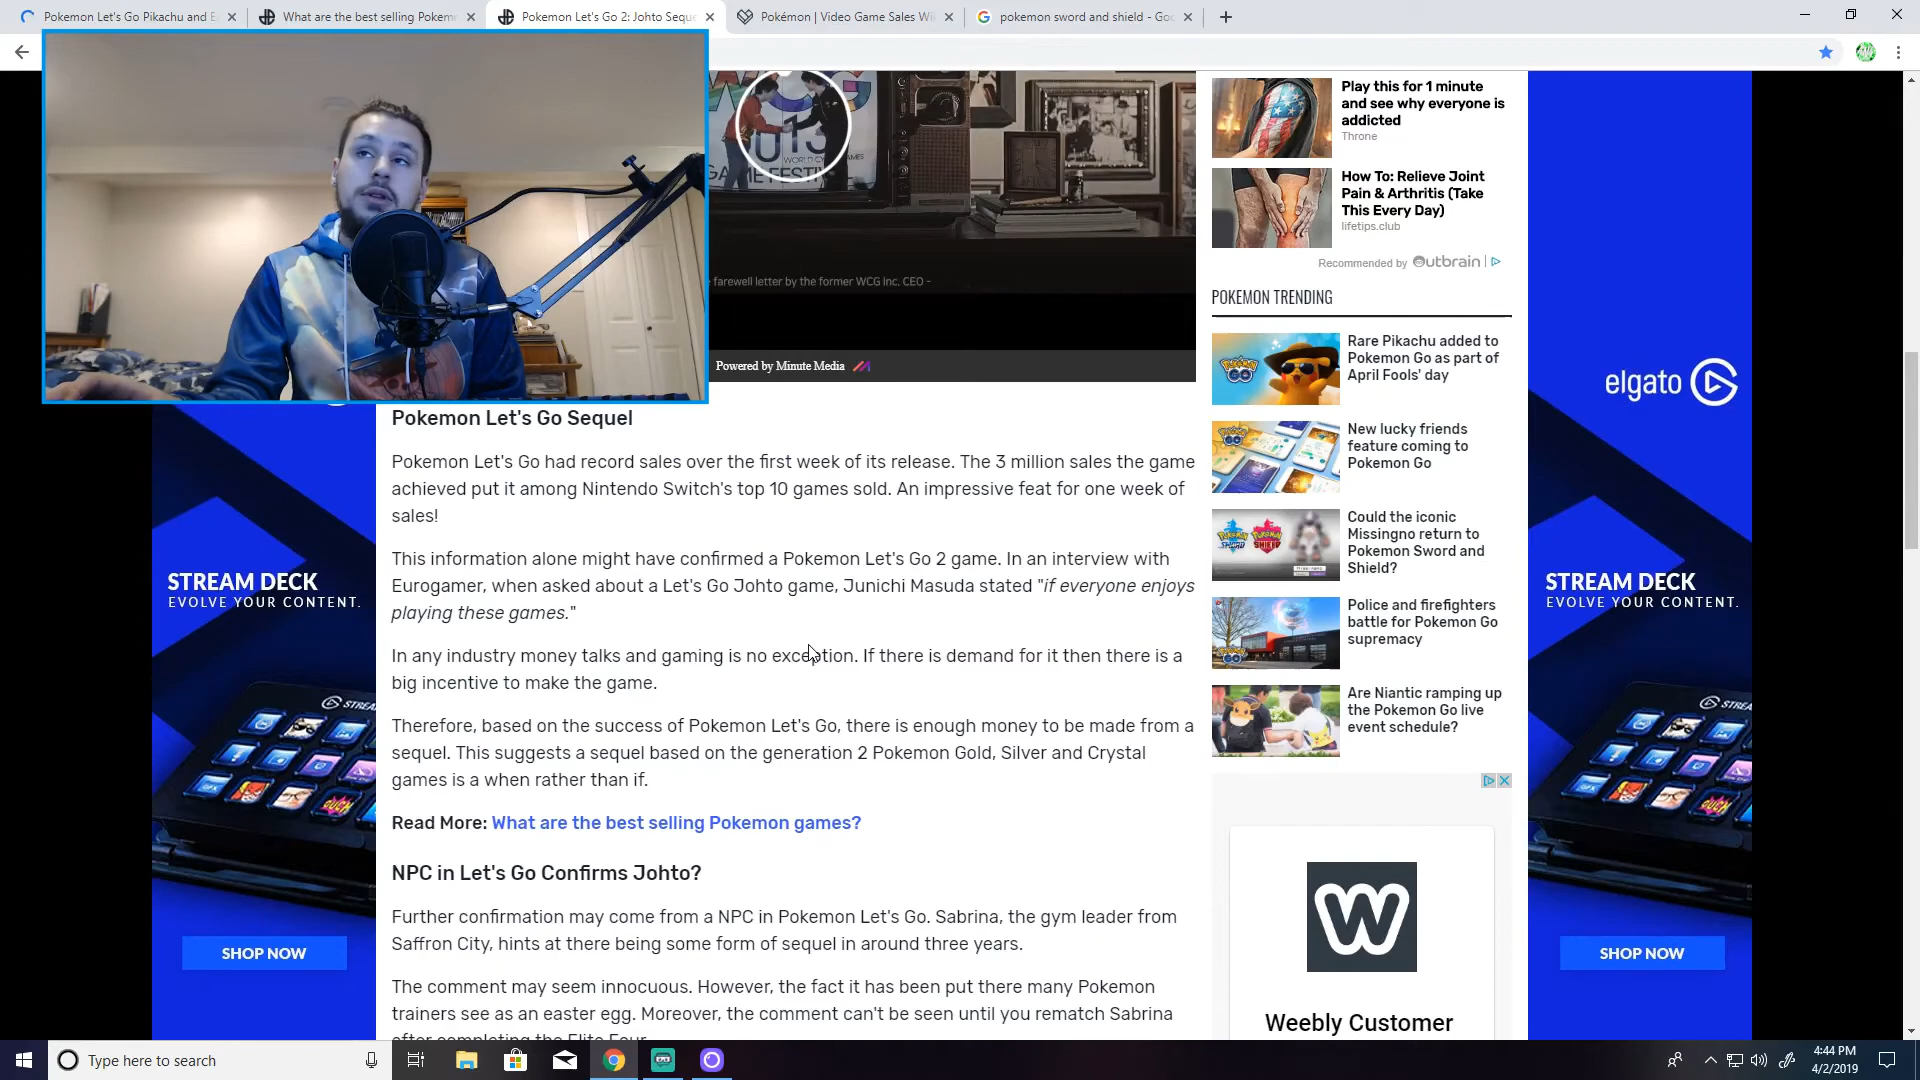 Pokemon Let's Go Pikachu and E
What are the best selling Pokem
Pokemon Let's Go 2: Johto Seque
Pokémon | Video Game Sales Wi
pokemon sword and shield - Goo
GAME FESTIV
WORLD CYBER GAMES
farewell letter by the former WCG inc. CEO -
Powered by Minute Media
Pokemon Let's Go Sequel
Pokemon Let's Go had record sales over the first week of its release. The 3 million sales the game
achieved put it among Nintendo Switch's top 10 games sold. An impressive feat for one week of
sales!
This information alone might have confirmed a Pokemon Let's Go 2 game. In an interview with
Eurogamer, when asked about a Let's Go Johto game, Junichi Masuda stated "if everyone enjoys
playing these games."
In any industry money talks and gaming is no exception. If there is demand for it then there is a
big incentive to make the game.
Therefore, based on the success of Pokemon Let's Go, there is enough money to be made from a
sequel. This suggests a sequel based on the generation 2 Pokemon Gold, Silver and Crystal
games is a when rather than if.
Read More: What are the best selling Pokemon games?
NPC in Let's Go Confirms Johto?
Further confirmation may come from a NPC in Pokemon Let's Go. Sabrina, the gym leader from
Saffron City, hints at there being some form of sequel in around three years.
The comment may seem innocuous. However, the fact it has been put there many Pokemon
trainers see as an easter egg. Moreover, the comment can't be seen until you rematch Sabrina
after completing the Elite Four.
Play this for 1 minute
and see why everyone is
addicted
Throne
How To: Relieve Joint
Pain & Arthritis (Take
This Every Day)
lifetips.club
Recommended by Outbrain
POKEMON TRENDING
Rare Pikachu added to
Pokemon Go as part of
April Fools' day
New lucky friends
feature coming to
Pokemon Go
Could the iconic
Missingno return to
Pokemon Sword and
Shield?
Police and firefighters
battle for Pokemon Go
supremacy
Are Niantic ramping up
the Pokemon Go live
event schedule?
W
Weebly Customer
STREAM DECK
EVOLVE YOUR CONTENT.
SHOP NOW
elgato
STREAM DECK
EVOLVE YOUR CONTENT.
SHOP NOW
Type here to search
4:44 PM
4/2/2019